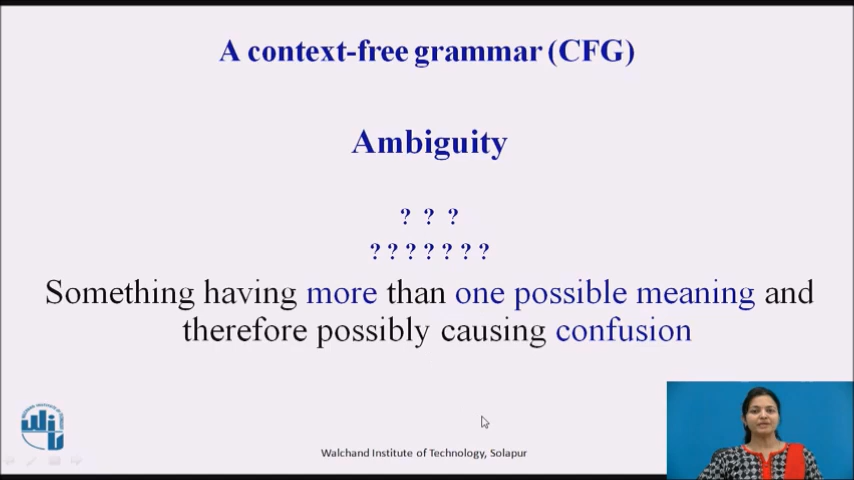 A context-free grammar (CFG)
Ambiguity
? ? ?
? ? ? ? ? ? ?
Something having more than one possible meaning and
therefore possibly causing confusion
Walchand Institute of Technology, Solapur